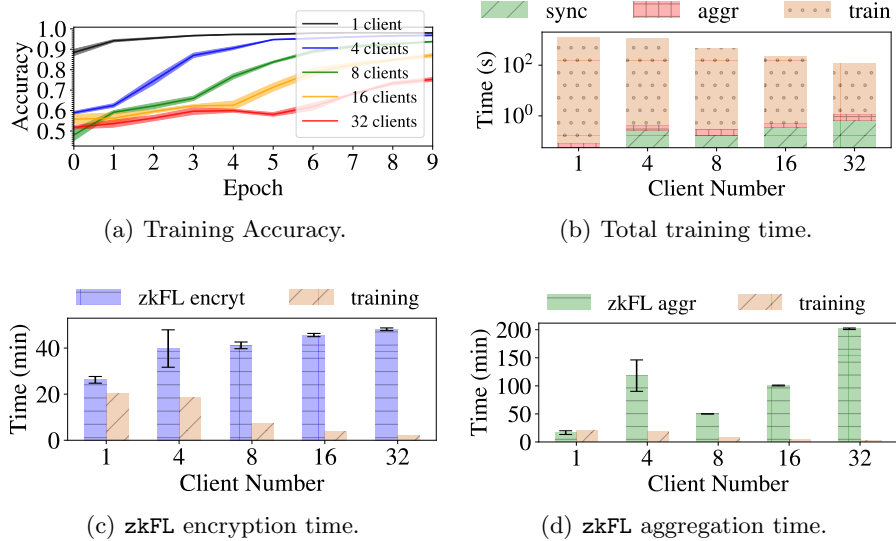 1.0
0.9
0.8
0.7
0.6
0.5
Accuracy
1 client
4 clients
8 clients
16 clients
32 clients
0 1 2 3 4 5 6 7 8 9
Epoch
(a) Training Accuracy.
sync aggr train
10²
10⁰
Time (s)
1 4 8 16 32
Client Number
(b) Total training time.
zkFL encryt training
40
20
0
Time (min)
1 4 8 16 32
Client Number
(c) zkFL encryption time.
zkFL aggr training
200
150
100
50
0
Time (min)
1 4 8 16 32
Client Number
(d) zkFL aggregation time.